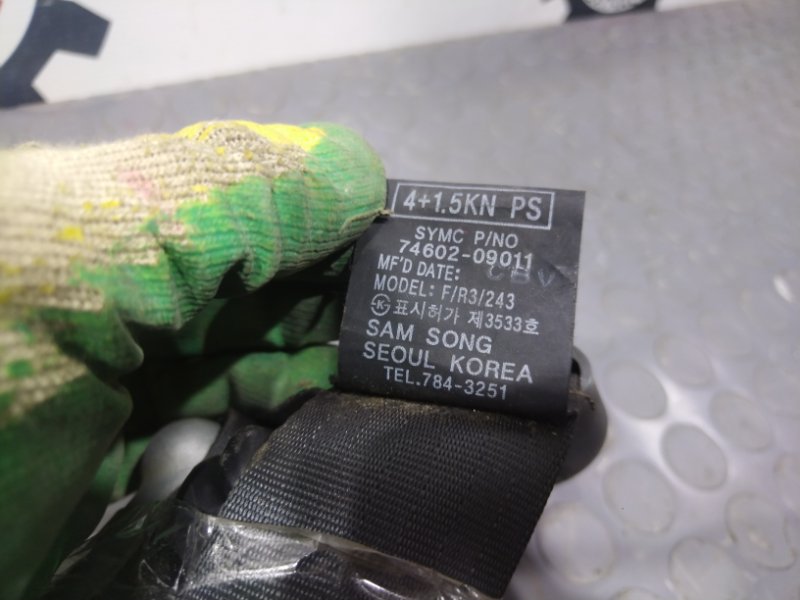 4+1.5KN PS
SYMC P/NO
74602-09011
MF'D DATE: CBV
MODEL: F/R3/243
K 표시허가 제3533호
SAM SONG
SEOUL KOREA
TEL.784-3251